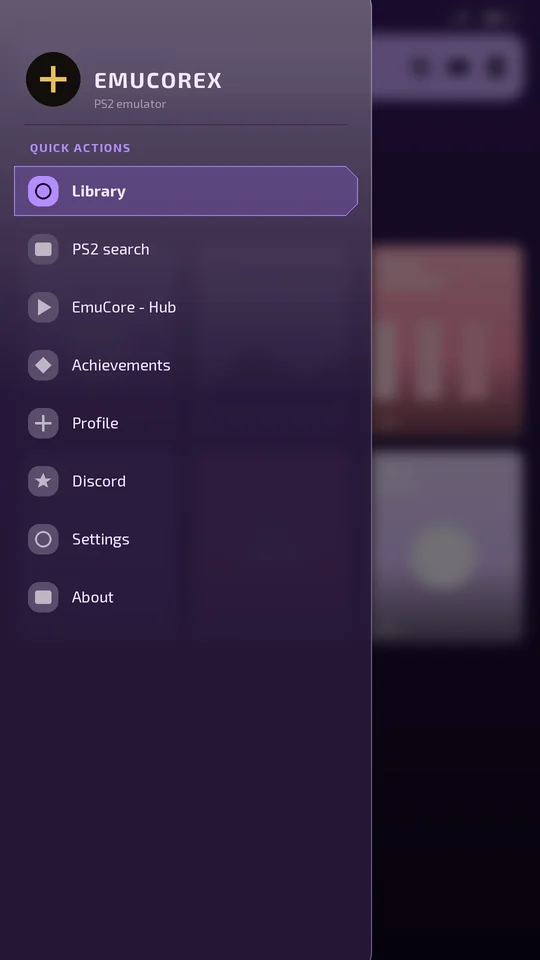 EMUCOREX
PS2 emulator
QUICK ACTIONS
Library
PS2 search
EmuCore - Hub
Achievements
Profile
Discord
Settings
About